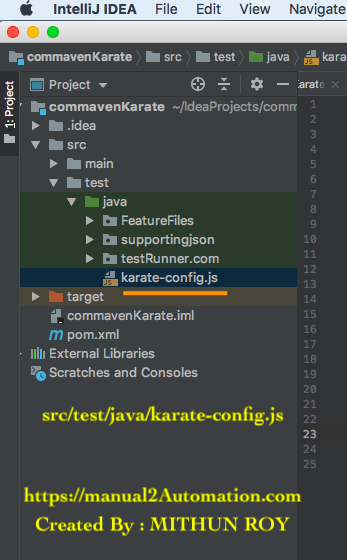 IntelliJ IDEA File Edit View Navigate
commavenKarate src test java kara
1: Project
Project
Karate
commavenKarate ~/IdeaProjects/comm
.idea
src
main
test
java
FeatureFiles
supportingjson
testRunner.com
karate-config.js
target
commavenKarate.iml
pom.xml
External Libraries
Scratches and Consoles
1
2
3
4
5
6
7
8
9
10
11
12
13
14
15
16
17
18
19
20
21
22
23
24
25
src/test/java/karate-config.js
https://manual2Automation.com
Created By : MITHUN ROY